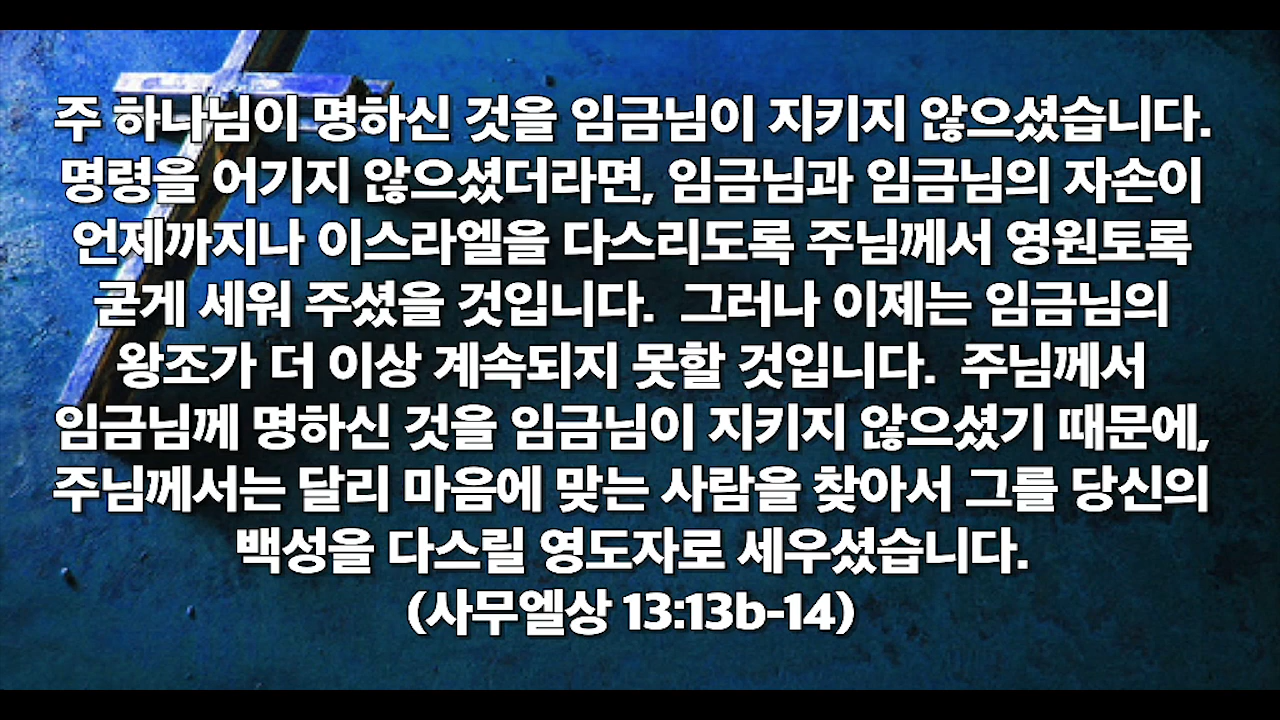 주 하나님이 명하신 것을 임금님이 지키지 않으셨습니다.
명령을 어기지 않으셨더라면, 임금님과 임금님의 자손이
언제까지나 이스라엘을 다스리도록 주님께서 영원토록
굳게 세워 주셨을 것입니다.  그러나 이제는 임금님의
왕조가 더 이상 계속되지 못할 것입니다.  주님께서
임금님께 명하신 것을 임금님이 지키지 않으셨기 때문에,
주님께서는 달리 마음에 맞는 사람을 찾아서 그를 당신의
백성을 다스릴 영도자로 세우셨습니다.
(사무엘상 13:13b-14)